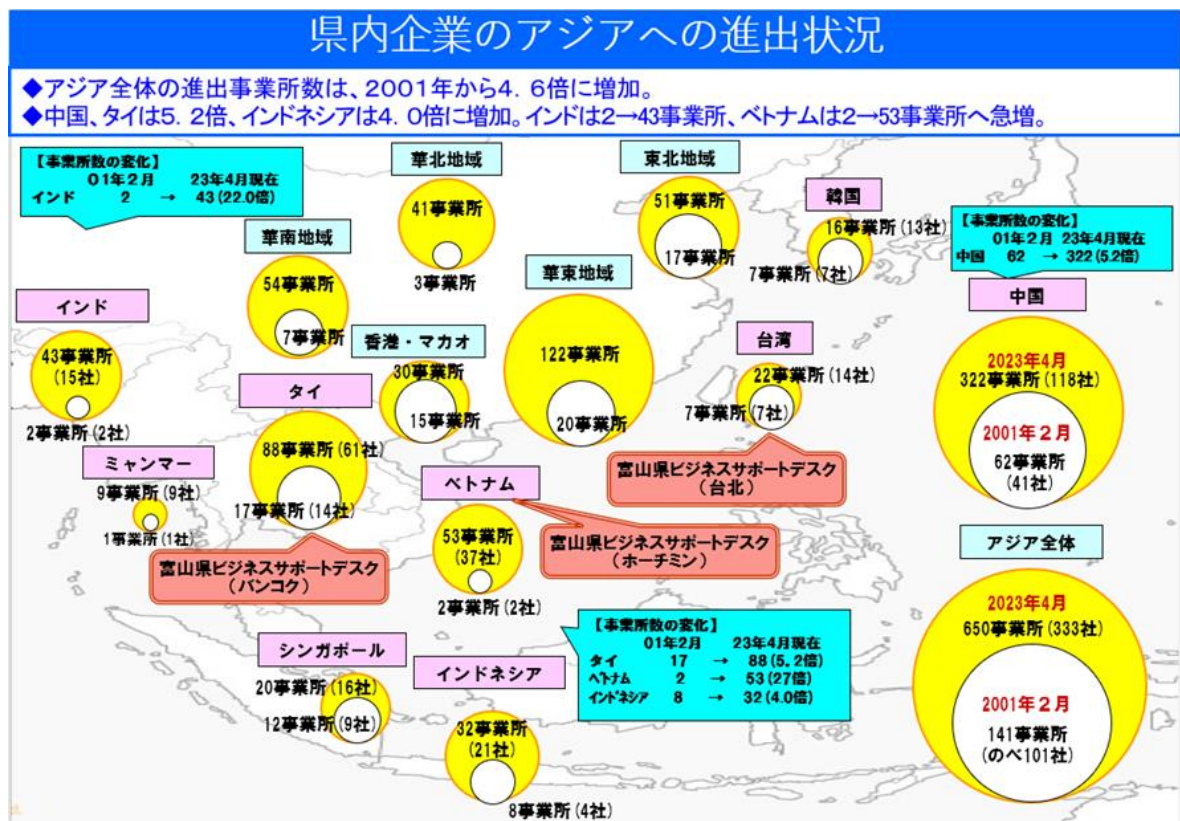 県内企業のアジアへの進出状況
◆アジア全体の進出事業所数は、2001年から4.6倍に増加。
◆中国、タイは5.2倍、インドネシアは4.0倍に増加。インドは2→43事業所、ベトナムは2→53事業所へ急増。
【事業所数の変化】
01年2月 23年4月現在
インド 2 → 43(22.0倍)
華北地域
41事業所
3事業所
東北地域
51事業所
17事業所
韓国
16事業所(13社)
7事業所(7社)
【事業所数の変化】
01年2月 23年4月現在
中国 62 → 322(5.2倍)
華南地域
54事業所
7事業所
華東地域
122事業所
20事業所
中国
2023年4月
322事業所(118社)
2001年2月
62事業所
(41社)
インド
43事業所
(15社)
2事業所(2社)
香港・マカオ
30事業所
15事業所
台湾
22事業所(14社)
7事業所(7社)
富山県ビジネスサポートデスク
(台北)
タイ
88事業所(61社)
17事業所(14社)
富山県ビジネスサポートデスク
(バンコク)
ミャンマー
9事業所(9社)
1事業所(1社)
ベトナム
53事業所
(37社)
2事業所(2社)
富山県ビジネスサポートデスク
(ホーチミン)
アジア全体
2023年4月
650事業所(333社)
2001年2月
141事業所
(のべ101社)
【事業所数の変化】
01年2月 23年4月現在
タイ 17 → 88(5.2倍)
ベトナム 2 → 53(27倍)
インドネシア 8 → 32(4.0倍)
シンガポール
20事業所(16社)
12事業所(9社)
インドネシア
32事業所
(21社)
8事業所(4社)